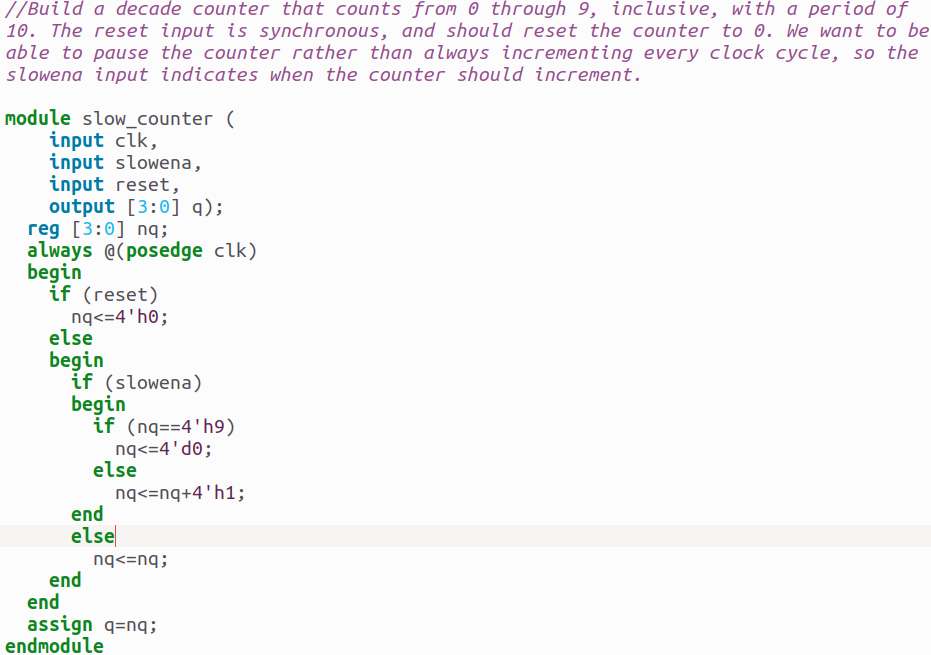 //Build a decade counter that counts from 0 through 9, inclusive, with a period of
10. The reset input is synchronous, and should reset the counter to 0. We want to be
able to pause the counter rather than always incrementing every clock cycle, so the
slowena input indicates when the counter should increment.

module slow_counter (
    input clk,
    input slowena,
    input reset,
    output [3:0] q);
  reg [3:0] nq;
  always @(posedge clk)
  begin
    if (reset)
      nq<=4'h0;
    else
    begin
      if (slowena)
      begin
        if (nq==4'h9)
          nq<=4'd0;
        else
          nq<=nq+4'h1;
      end
      else
        nq<=nq;
    end
  end
  assign q=nq;
endmodule